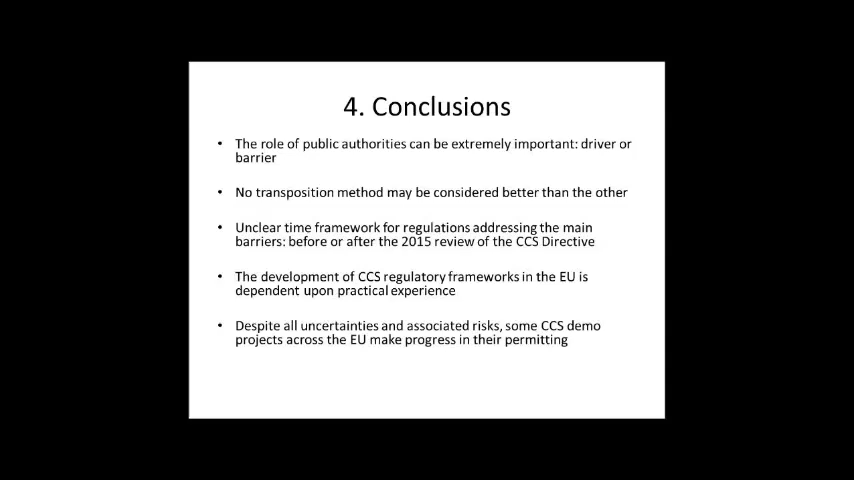 4. Conclusions
• The role of public authorities can be extremely important: driver or
barrier
• No transposition method may be considered better than the other
• Unclear time framework for regulations addressing the main
barriers: before or after the 2015 review of the CCS Directive
• The development of CCS regulatory frameworks in the EU is
dependent upon practical experience
• Despite all uncertainties and associated risks, some CCS demo
projects across the EU make progress in their permitting